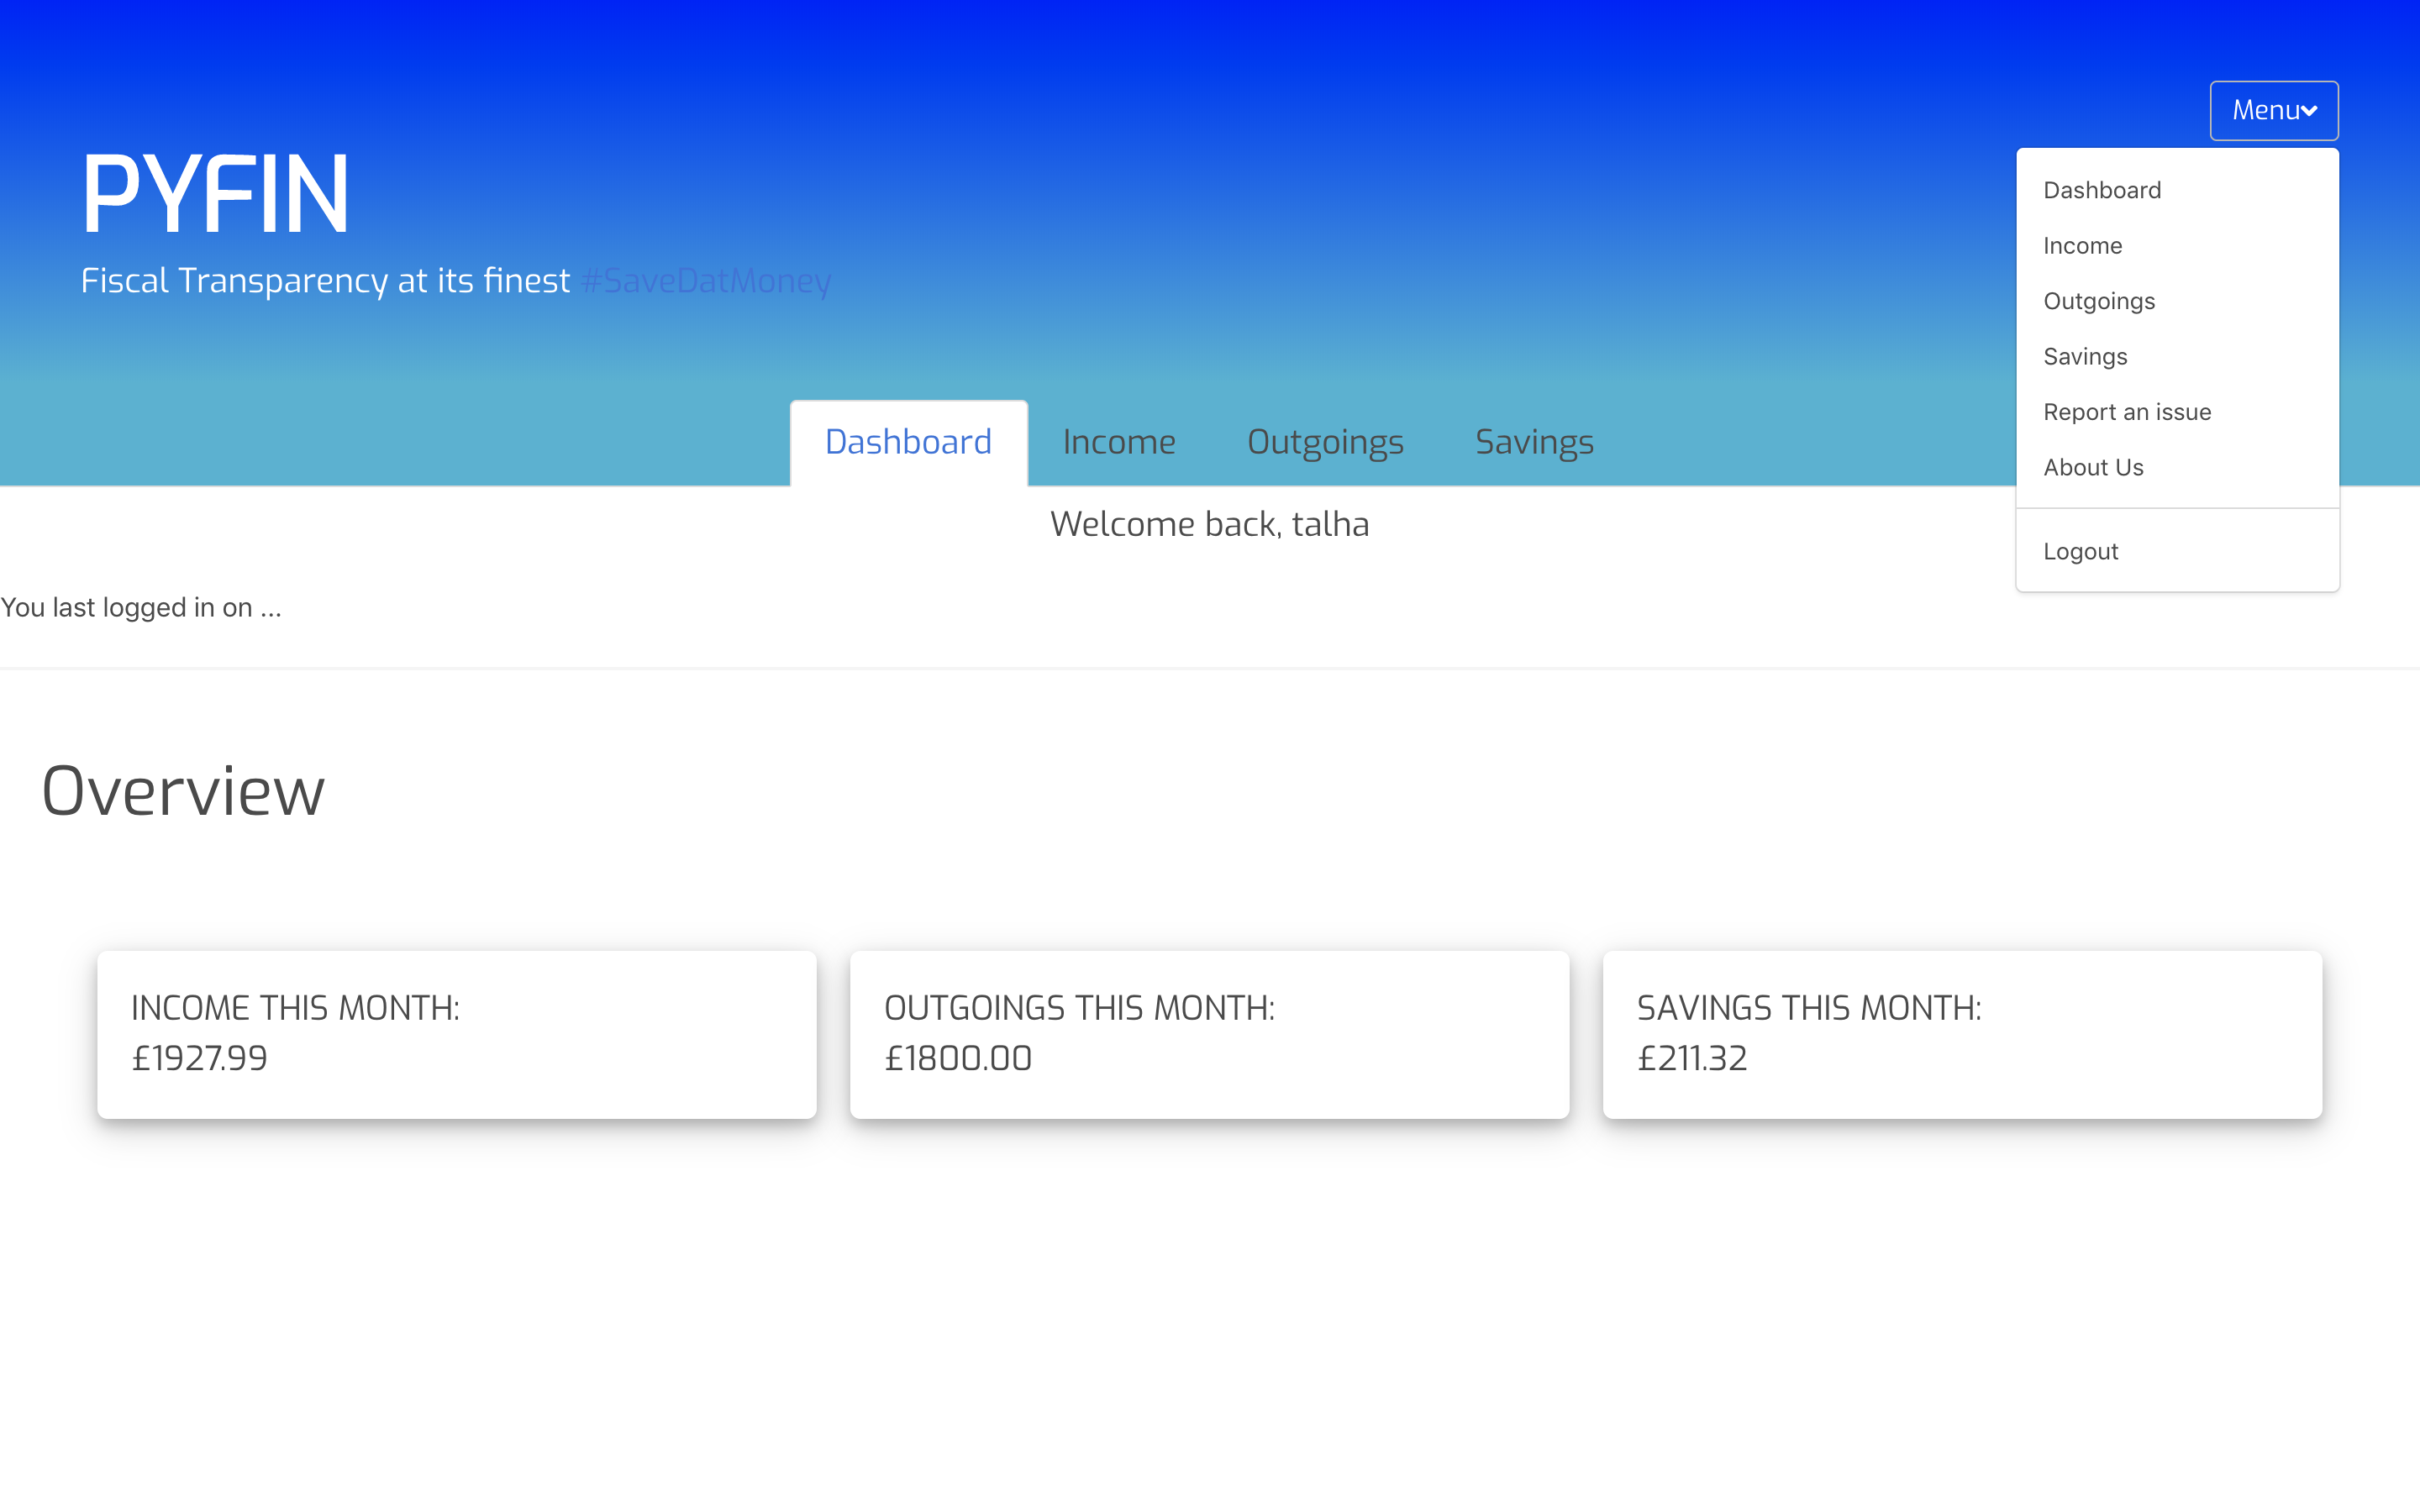 Menu
PYFIN
Fiscal Transparency at its finest #SaveDatMoney
Dashboard
Income
Outgoings
Savings
Report an issue
About Us
Logout
Dashboard Income Outgoings Savings
Welcome back, talha
You last logged in on ...
Overview
INCOME THIS MONTH:
£1927.99
OUTGOINGS THIS MONTH:
£1800.00
SAVINGS THIS MONTH:
£211.32